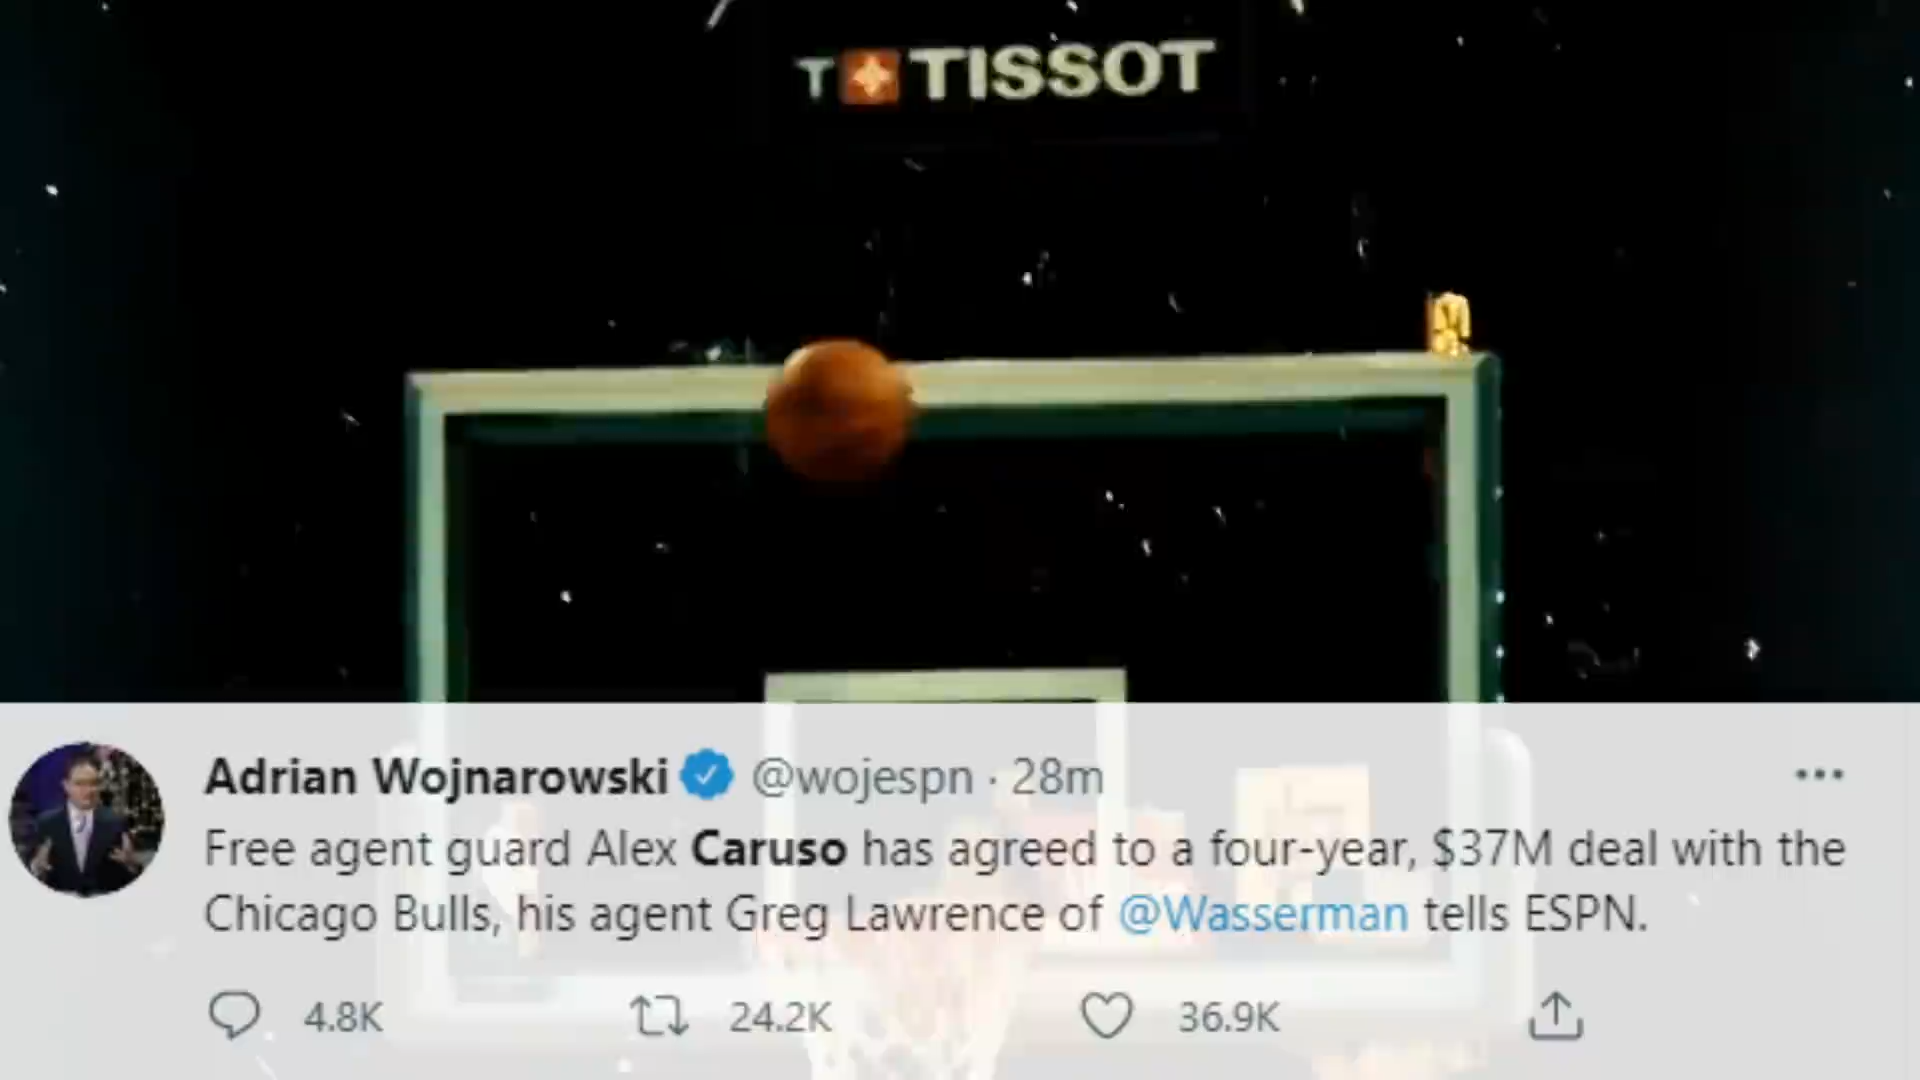 T TISSOT
Adrian Wojnarowski @wojespn · 28m
Free agent guard Alex Caruso has agreed to a four-year, $37M deal with the
Chicago Bulls, his agent Greg Lawrence of @Wasserman tells ESPN.
4.8K 24.2K 36.9K